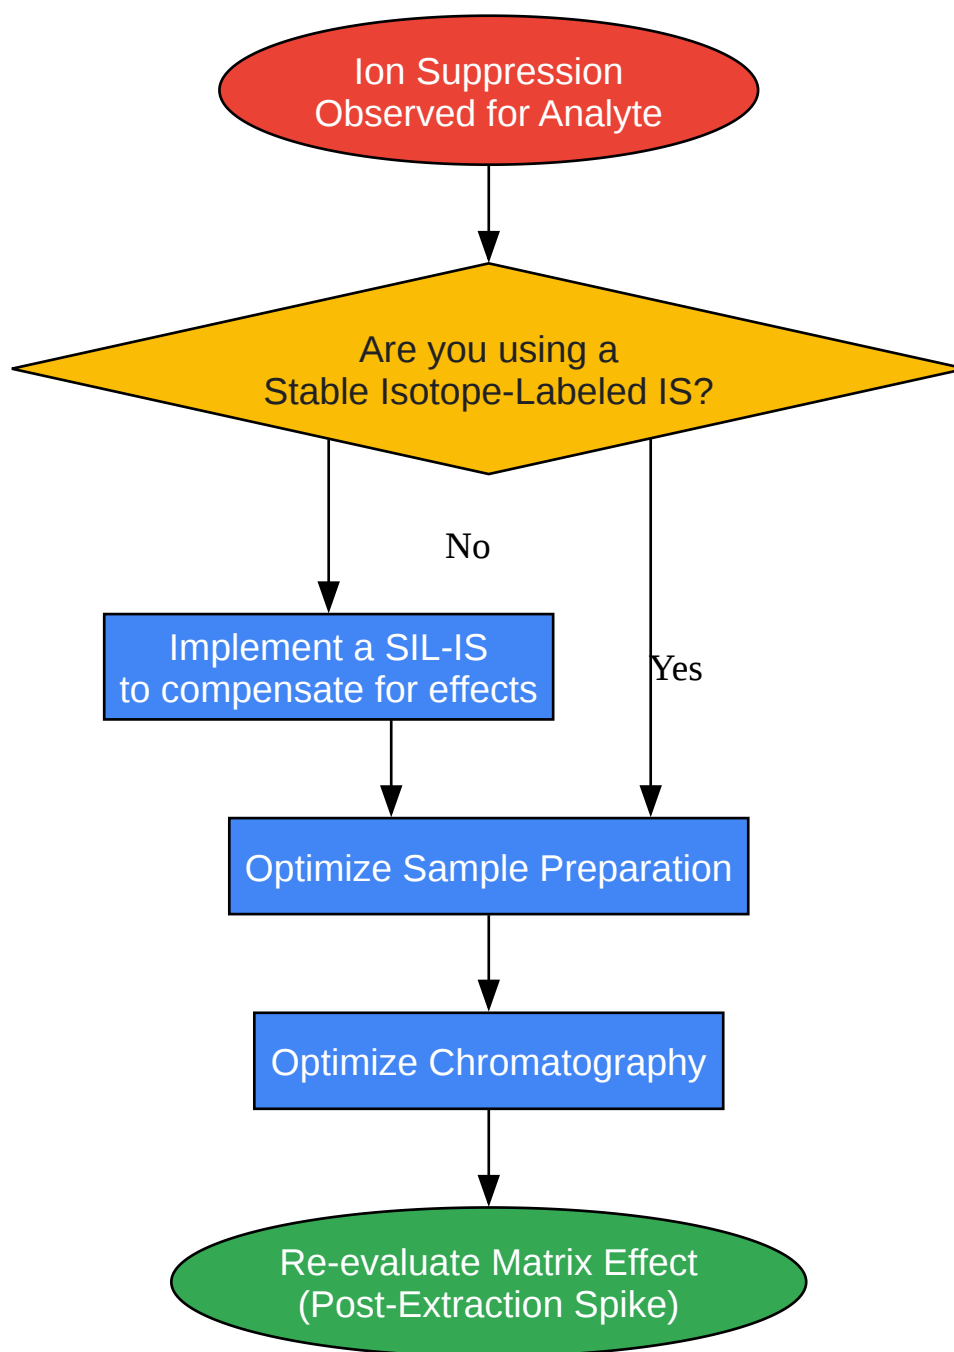 Ion Suppression
Observed for Analyte
Are you using a
Stable Isotope-Labeled IS?
No
Implement a SIL-IS
to compensate for effects
Yes
Optimize Sample Preparation
Optimize Chromatography
Re-evaluate Matrix Effect
(Post-Extraction Spike)